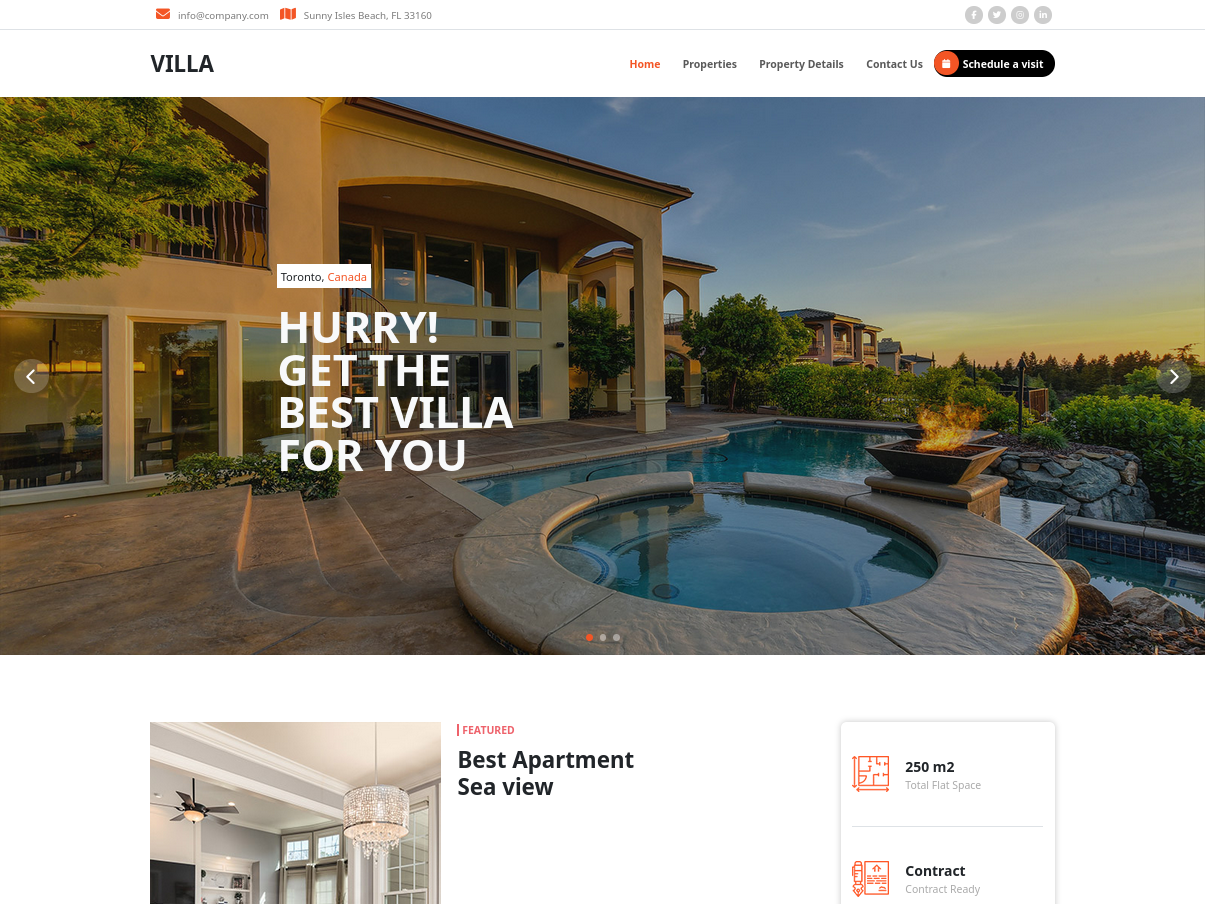 info@company.com
Sunny Isles Beach, FL 33160
VILLA
Home
Properties
Property Details
Contact Us
Schedule a visit
Toronto, Canada
HURRY!
GET THE
BEST VILLA
FOR YOU
FEATURED
Best Apartment
Sea view
250 m2
Total Flat Space
Contract
Contract Ready